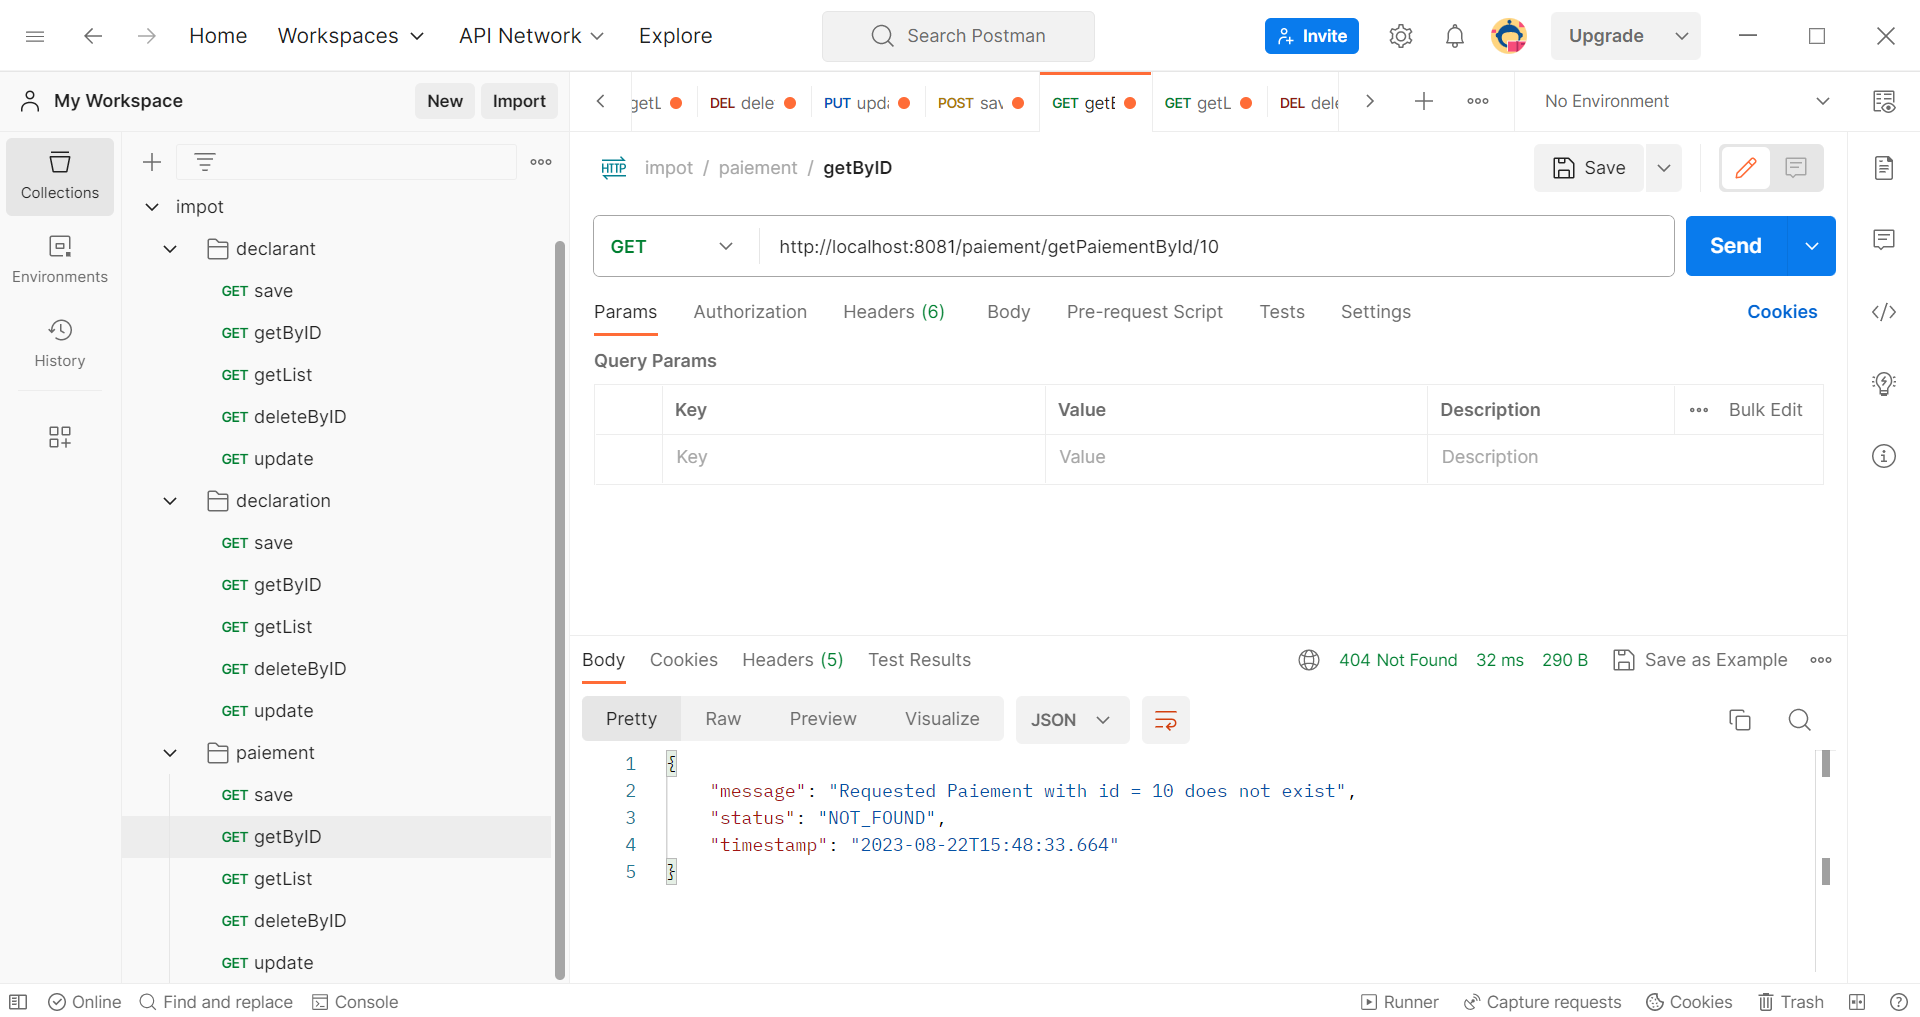 Home Workspaces API Network Explore Search Postman Invite Upgrade
My Workspace New Import
getL DEL dele PUT upd POST sav GET getB GET getL DEL dele No Environment
Collections
Environments
History
impot
declarant
GET save
GET getByID
GET getList
GET deleteByID
GET update
declaration
GET save
GET getByID
GET getList
GET deleteByID
GET update
paiement
GET save
GET getByID
GET getList
GET deleteByID
GET update
HTTP impot / paiement / getByID Save
GET http://localhost:8081/paiement/getPaiementById/10 Send
Params Authorization Headers (6) Body Pre-request Script Tests Settings Cookies
Query Params
Key Value Description Bulk Edit
Key Value Description
Body Cookies Headers (5) Test Results 404 Not Found 32 ms 290 B Save as Example
Pretty Raw Preview Visualize JSON
1 {
2 "message": "Requested Paiement with id = 10 does not exist",
3 "status": "NOT_FOUND",
4 "timestamp": "2023-08-22T15:48:33.664"
5 }
Online Find and replace Console Runner Capture requests Cookies Trash